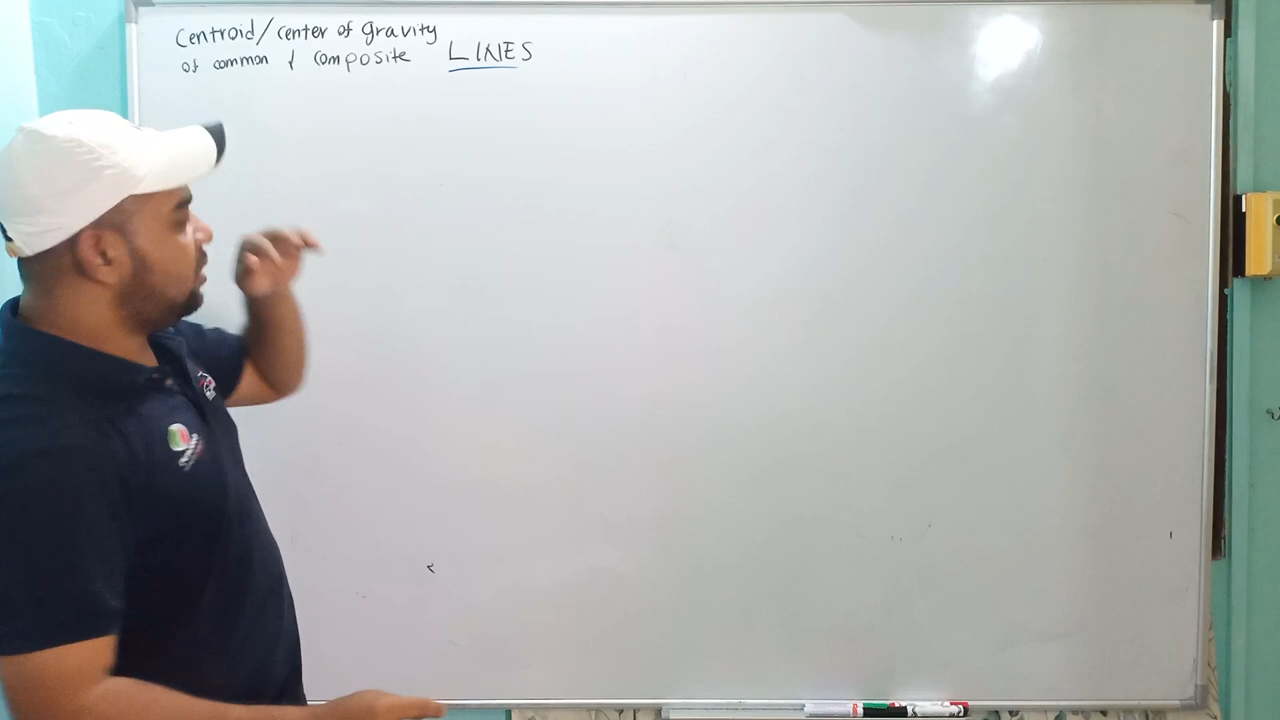 Centroid/center of gravity
of common & composite LINES